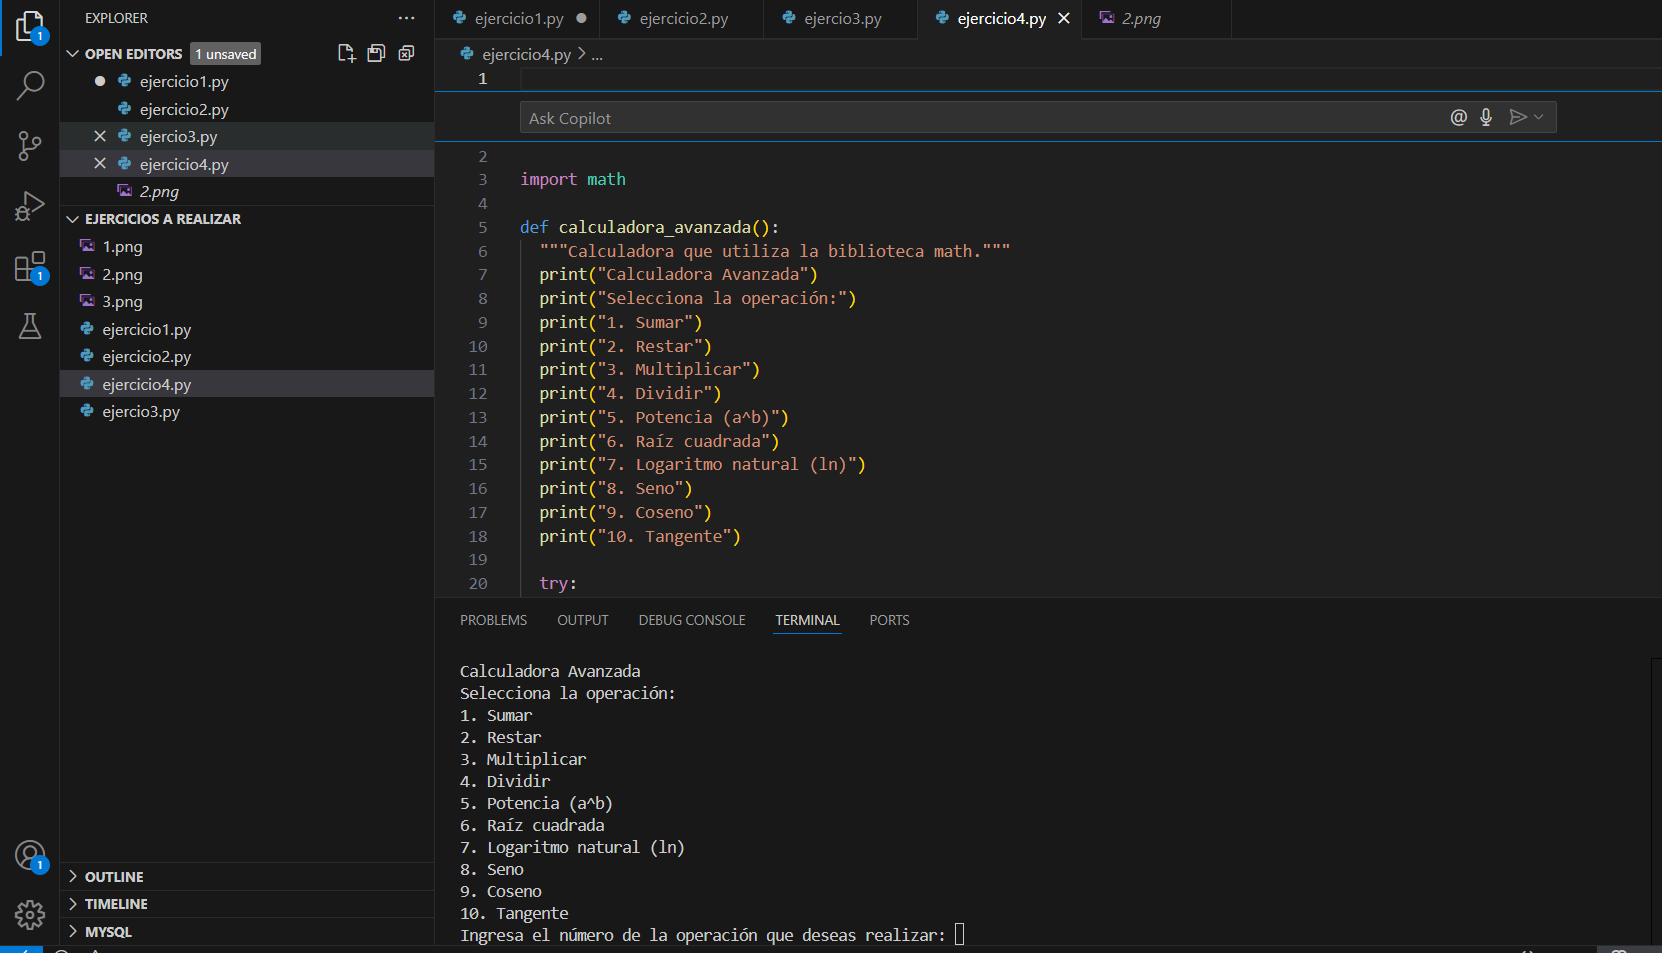 EXPLORER
OPEN EDITORS 1 unsaved
ejercicio1.py
ejercicio2.py
ejercio3.py
ejercicio4.py
2.png
EJERCICIOS A REALIZAR
1.png
2.png
3.png
ejercicio1.py
ejercicio2.py
ejercicio4.py
ejercio3.py
OUTLINE
TIMELINE
MYSQL
1
1
1
ejercicio1.py ejercicio2.py ejercio3.py ejercicio4.py 2.png
ejercicio4.py > ...
1
Ask Copilot
2
3 import math
4
5 def calculadora_avanzada():
6 """Calculadora que utiliza la biblioteca math."""
7 print("Calculadora Avanzada")
8 print("Selecciona la operación:")
9 print("1. Sumar")
10 print("2. Restar")
11 print("3. Multiplicar")
12 print("4. Dividir")
13 print("5. Potencia (a^b)")
14 print("6. Raíz cuadrada")
15 print("7. Logaritmo natural (ln)")
16 print("8. Seno")
17 print("9. Coseno")
18 print("10. Tangente")
19
20 try:
PROBLEMS OUTPUT DEBUG CONSOLE TERMINAL PORTS
Calculadora Avanzada
Selecciona la operación:
1. Sumar
2. Restar
3. Multiplicar
4. Dividir
5. Potencia (a^b)
6. Raíz cuadrada
7. Logaritmo natural (ln)
8. Seno
9. Coseno
10. Tangente
Ingresa el número de la operación que deseas realizar: